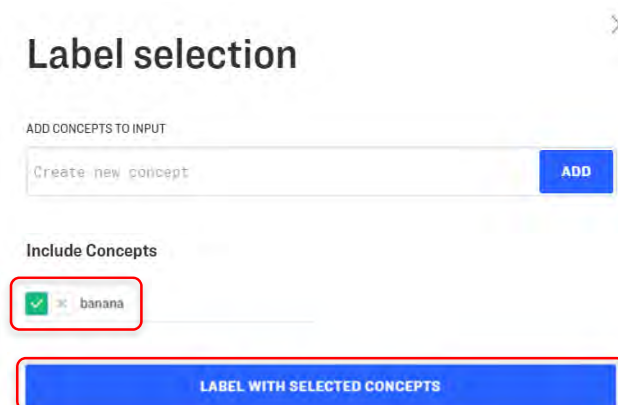 Label selection
ADD CONCEPTS TO INPUT
Create new concept
ADD
Include Concepts
banana
LABEL WITH SELECTED CONCEPTS